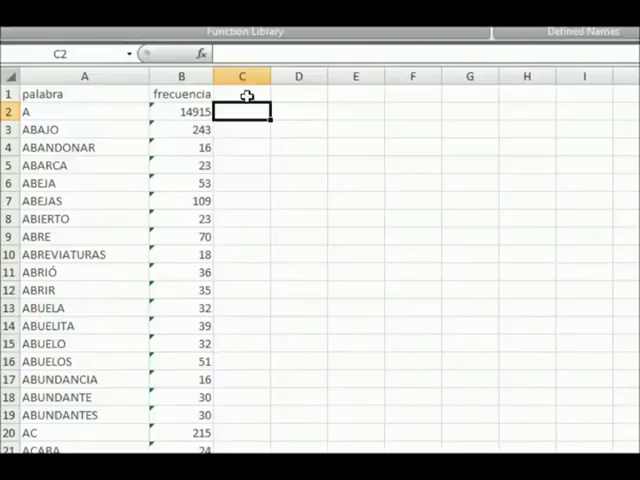 Function Library Defined Names
C2 fx
A B C D E F G H I
1 palabra frecuencia
2 A 14915
3 ABAJO 243
4 ABANDONAR 16
5 ABARCA 23
6 ABEJA 53
7 ABEJAS 109
8 ABIERTO 23
9 ABRE 70
10 ABREVIATURAS 18
11 ABRIÓ 36
12 ABRIR 35
13 ABUELA 32
14 ABUELITA 39
15 ABUELO 32
16 ABUELOS 51
17 ABUNDANCIA 16
18 ABUNDANTE 30
19 ABUNDANTES 30
20 AC 215
21 ACABA 24